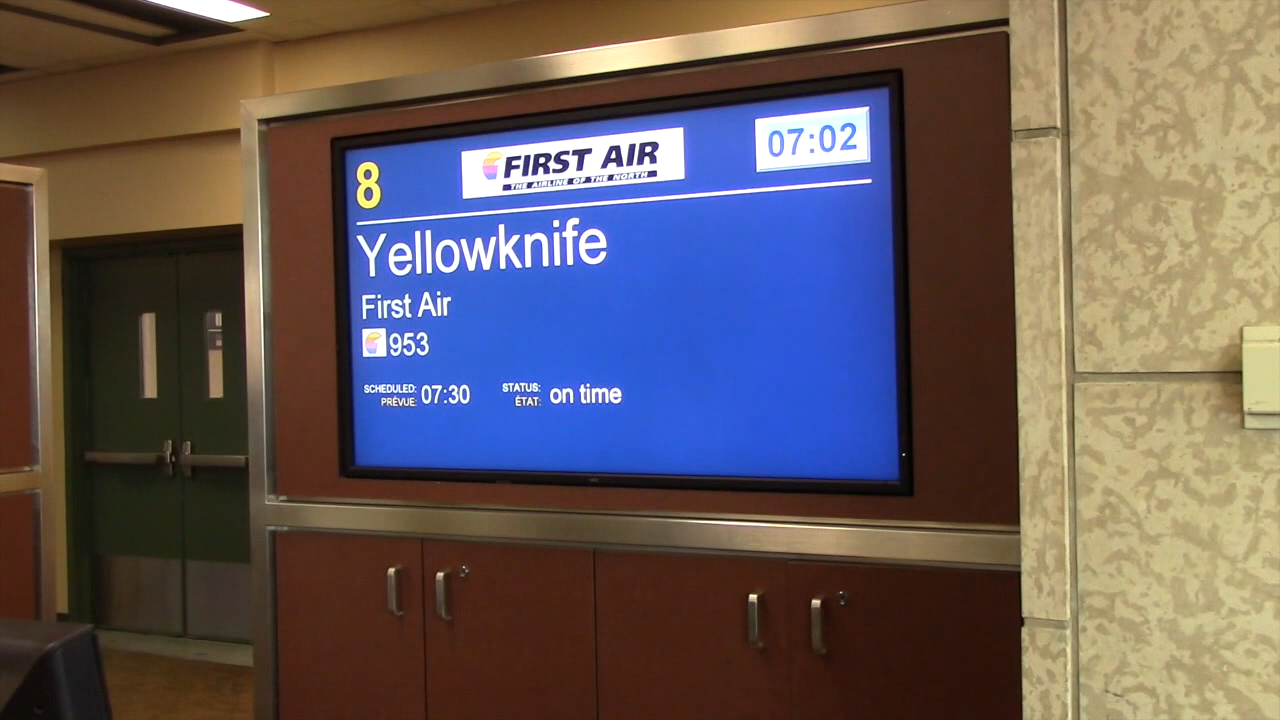 8
FIRST AIR
THE AIRLINE OF THE NORTH
07:02
Yellowknife
First Air
953
SCHEDULED: 07:30
PRÉVUE:
STATUS: on time
ÉTAT: